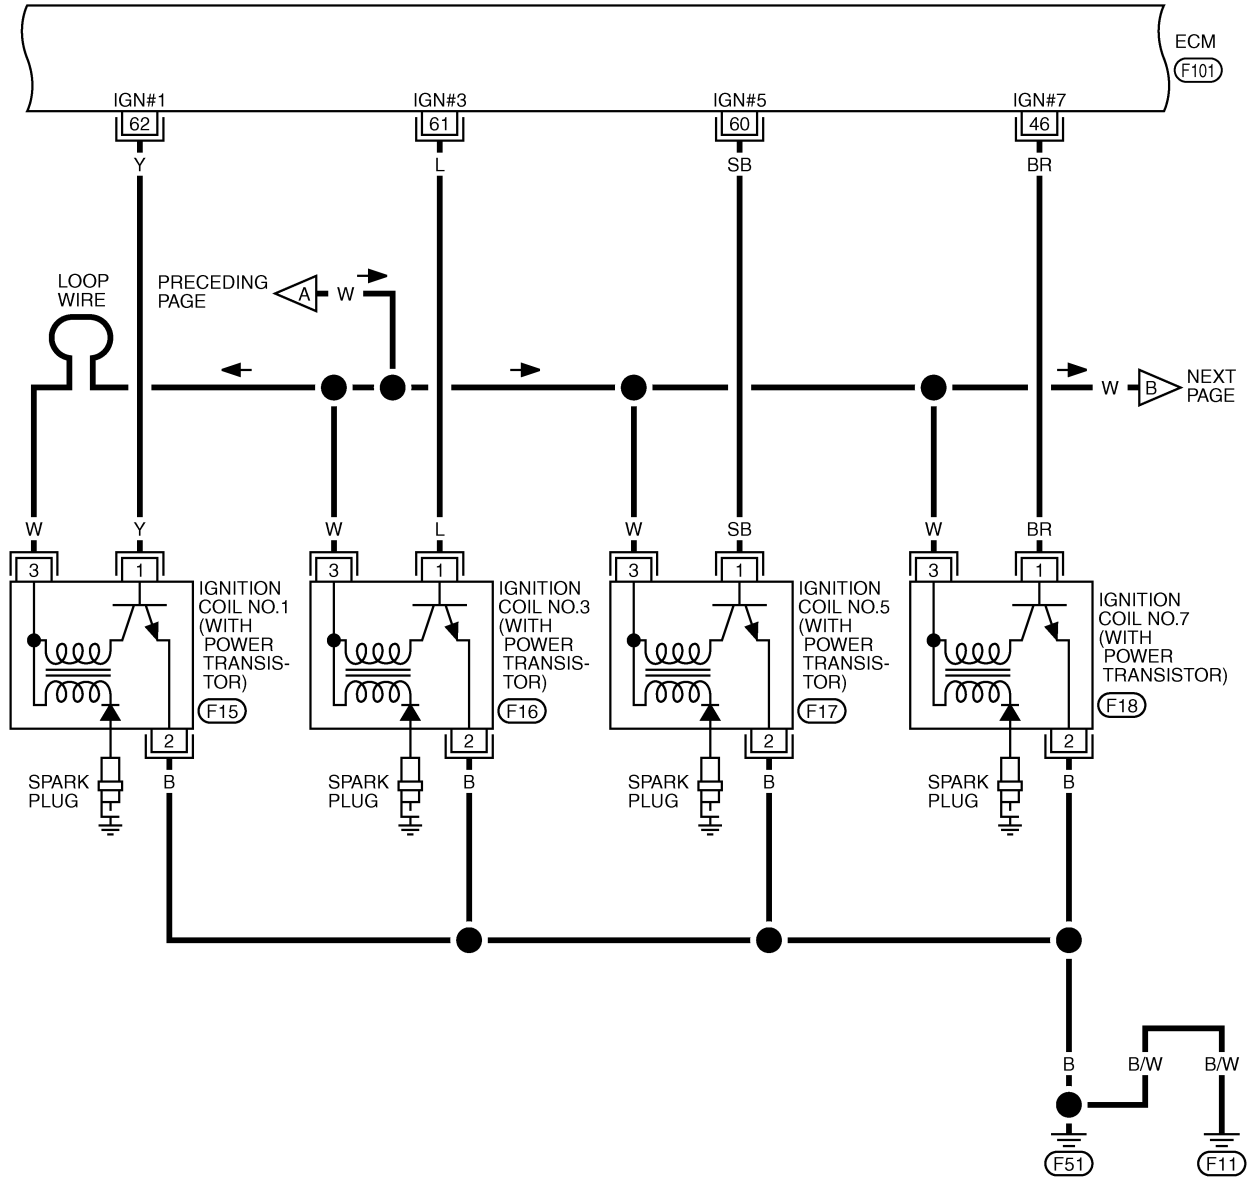 ECM
F101
IGN#1
IGN#3
IGN#5
IGN#7
62
61
60
46
Y
L
SB
BR
LOOP
WIRE
PRECEDING
PAGE
A
W
W
B
NEXT
PAGE
W
Y
W
L
W
SB
W
BR
3
1
3
1
3
1
3
1
IGNITION
COIL NO.1
(WITH
POWER
TRANSIS-
TOR)
F15
IGNITION
COIL NO.3
(WITH
POWER
TRANSIS-
TOR)
F16
IGNITION
COIL NO.5
(WITH
POWER
TRANSIS-
TOR)
F17
IGNITION
COIL NO.7
(WITH
POWER
TRANSISTOR)
F18
2
2
2
2
SPARK
PLUG
B
SPARK
PLUG
B
SPARK
PLUG
B
SPARK
PLUG
B
B
B/W
B/W
F51
F11